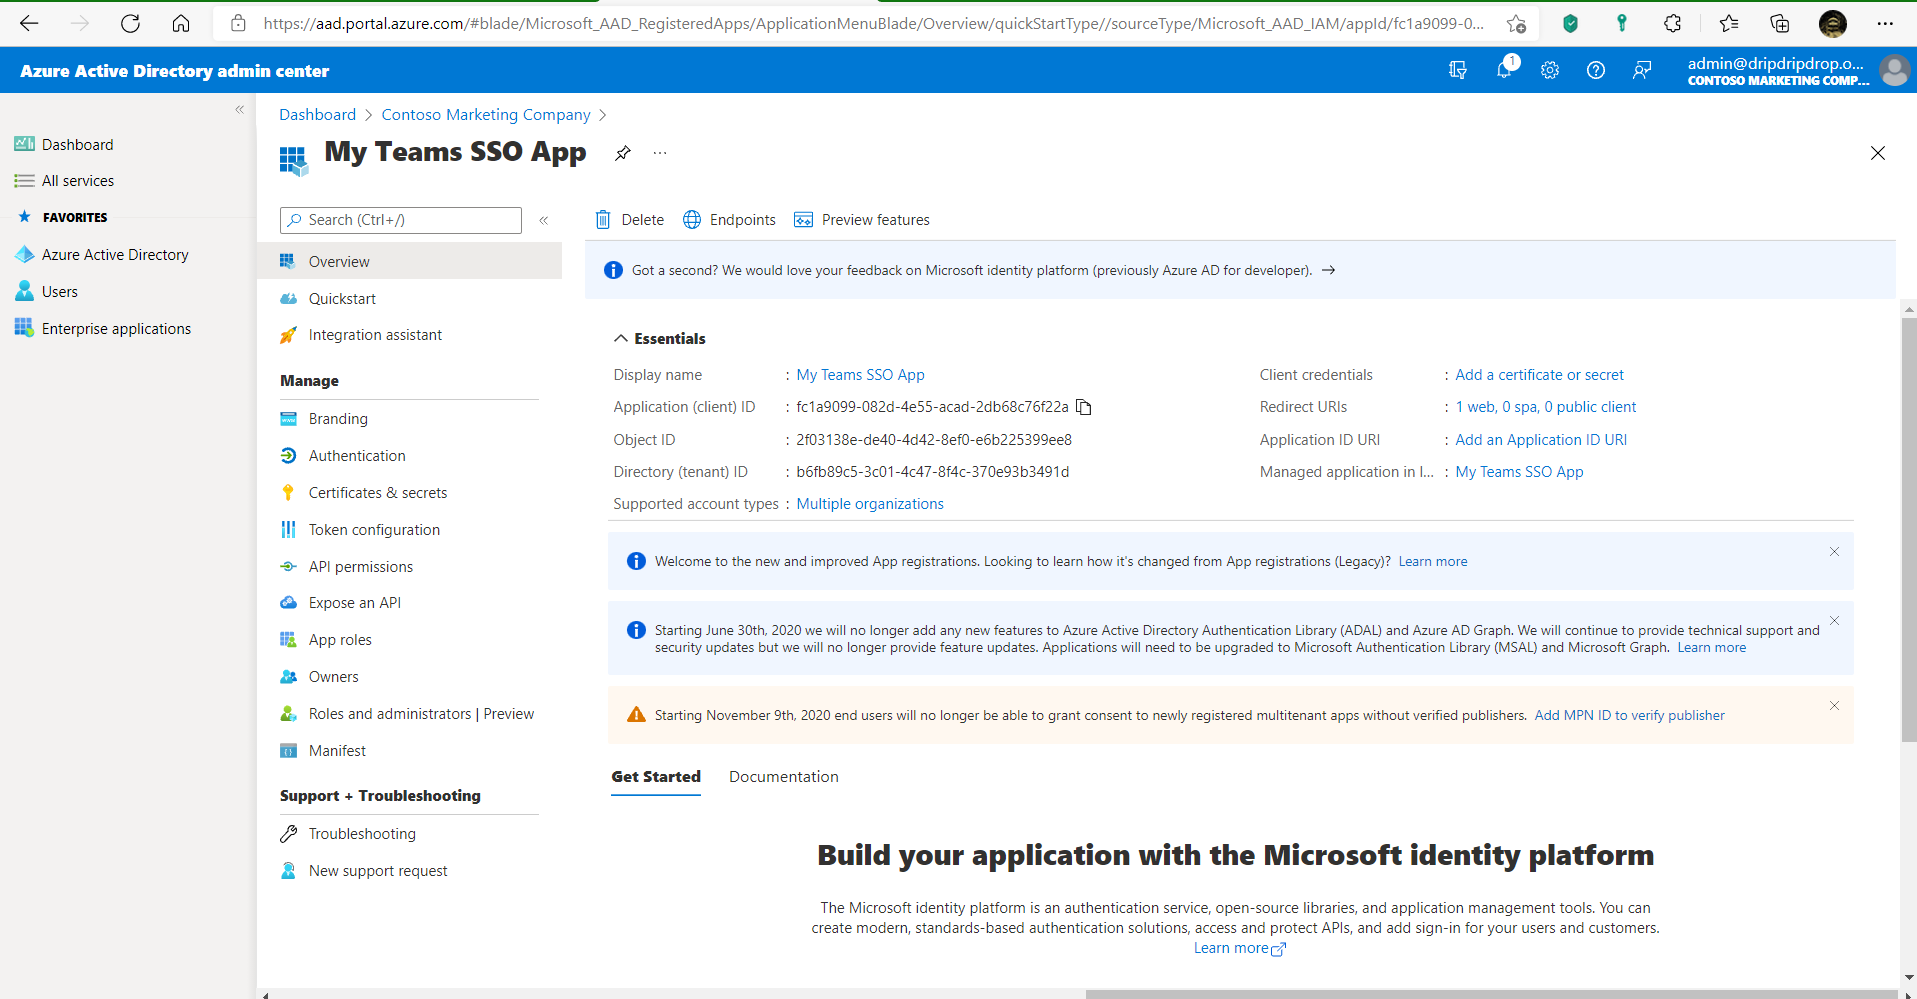 https://aad.portal.azure.com/#blade/Microsoft_AAD_RegisteredApps/ApplicationMenuBlade/Overview/quickStartType//sourceType/Microsoft_AAD_IAM/appId/fc1a9099-0...
Azure Active Directory admin center
1
admin@dripdripdrop.o...
CONTOSO MARKETING COMP...
«
Dashboard
All services
FAVORITES
Azure Active Directory
Users
Enterprise applications
Dashboard > Contoso Marketing Company >
My Teams SSO App
...
Search (Ctrl+/)
«
Overview
Quickstart
Integration assistant
Manage
Branding
Authentication
Certificates & secrets
Token configuration
API permissions
Expose an API
App roles
Owners
Roles and administrators | Preview
Manifest
Support + Troubleshooting
Troubleshooting
New support request
Delete Endpoints Preview features
Got a second? We would love your feedback on Microsoft identity platform (previously Azure AD for developer). →
Essentials
Display name : My Teams SSO App
Application (client) ID : fc1a9099-082d-4e55-acad-2db68c76f22a
Object ID : 2f03138e-de40-4d42-8ef0-e6b225399ee8
Directory (tenant) ID : b6fb89c5-3c01-4c47-8f4c-370e93b3491d
Supported account types : Multiple organizations
Client credentials : Add a certificate or secret
Redirect URIs : 1 web, 0 spa, 0 public client
Application ID URI : Add an Application ID URI
Managed application in l... : My Teams SSO App
Welcome to the new and improved App registrations. Looking to learn how it's changed from App registrations (Legacy)? Learn more
Starting June 30th, 2020 we will no longer add any new features to Azure Active Directory Authentication Library (ADAL) and Azure AD Graph. We will continue to provide technical support and
security updates but we will no longer provide feature updates. Applications will need to be upgraded to Microsoft Authentication Library (MSAL) and Microsoft Graph. Learn more
Starting November 9th, 2020 end users will no longer be able to grant consent to newly registered multitenant apps without verified publishers. Add MPN ID to verify publisher
Get Started Documentation
Build your application with the Microsoft identity platform
The Microsoft identity platform is an authentication service, open-source libraries, and application management tools. You can
create modern, standards-based authentication solutions, access and protect APIs, and add sign-in for your users and customers.
Learn more